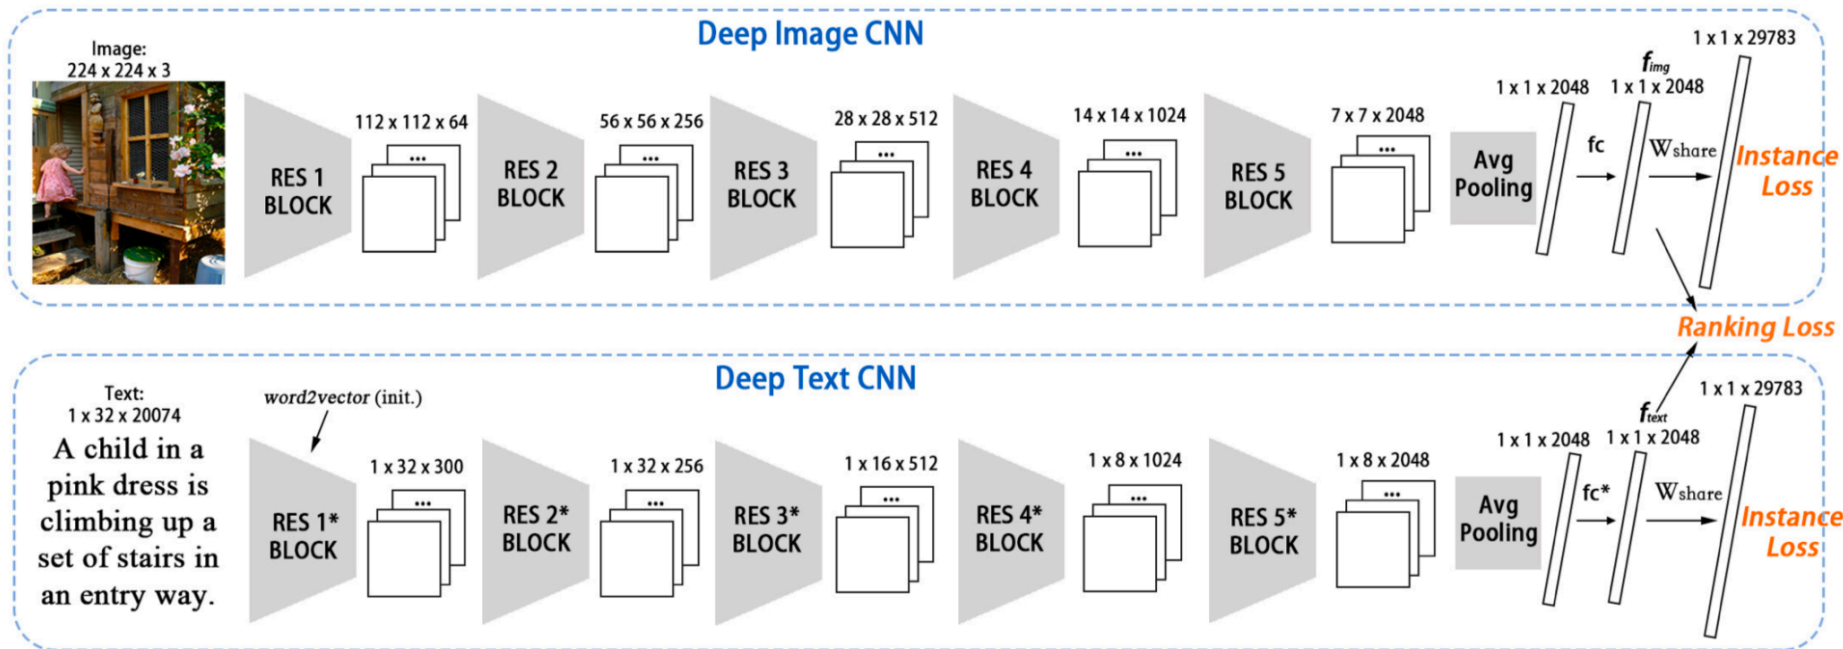 Deep Image CNN
Image:
224 x 224 x 3
RES 1
BLOCK
112 x 112 x 64
...
RES 2
BLOCK
56 x 56 x 256
...
RES 3
BLOCK
28 x 28 x 512
...
RES 4
BLOCK
14 x 14 x 1024
...
RES 5
BLOCK
7 x 7 x 2048
...
Avg
Pooling
1 x 1 x 2048
fc
fimg
1 x 1 x 2048
Wshare
1 x 1 x 29783
Instance
Loss
Ranking Loss
Deep Text CNN
Text:
1 x 32 x 20074
A child in a
pink dress is
climbing up a
set of stairs in
an entry way.
word2vector (init.)
RES 1*
BLOCK
1 x 32 x 300
...
RES 2*
BLOCK
1 x 32 x 256
...
RES 3*
BLOCK
1 x 16 x 512
...
RES 4*
BLOCK
1 x 8 x 1024
...
RES 5*
BLOCK
1 x 8 x 2048
...
Avg
Pooling
1 x 1 x 2048
fc*
ftext
1 x 1 x 2048
Wshare
1 x 1 x 29783
Instance
Loss